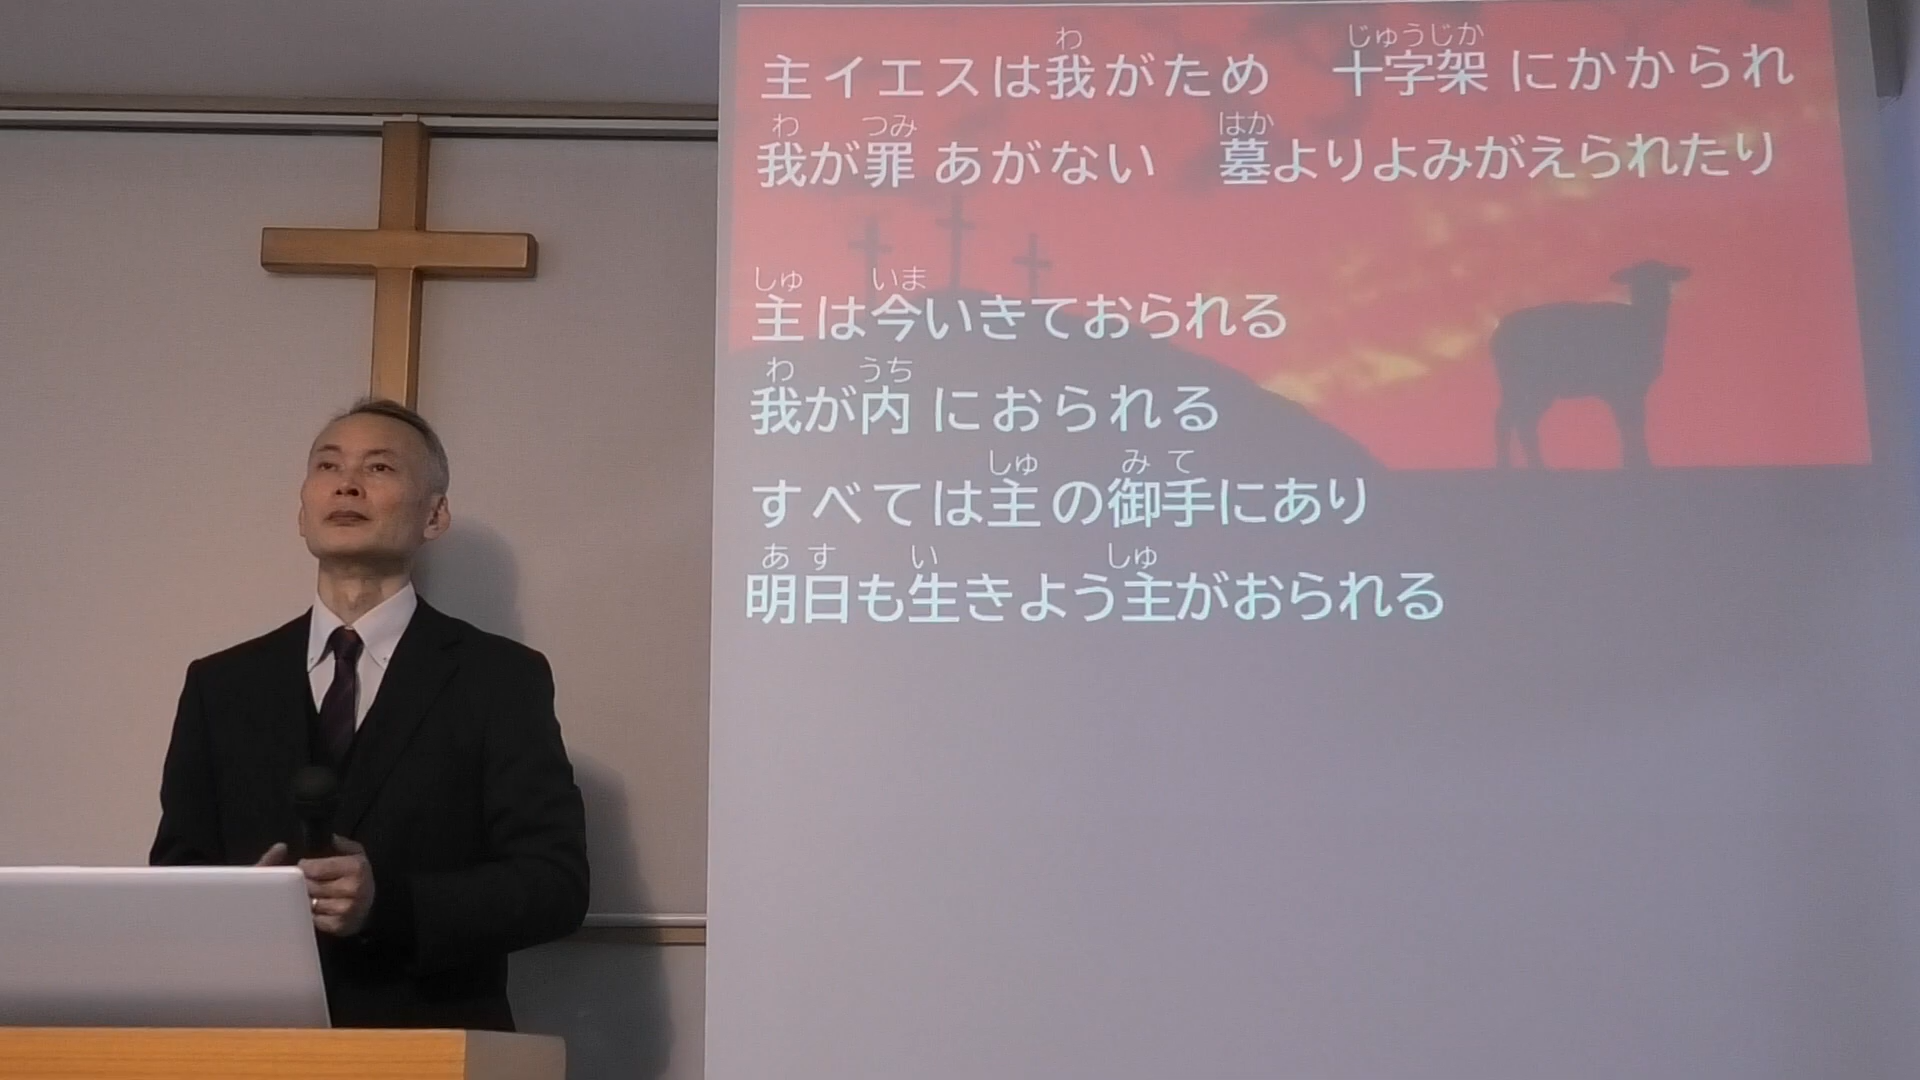 主イエスは我がため　十字架にかかられ
我が罪あがない　墓よりよみがえられたり
主は今いきておられる
我が内におられる
すべては主の御手にあり
明日も生きよう主がおられる